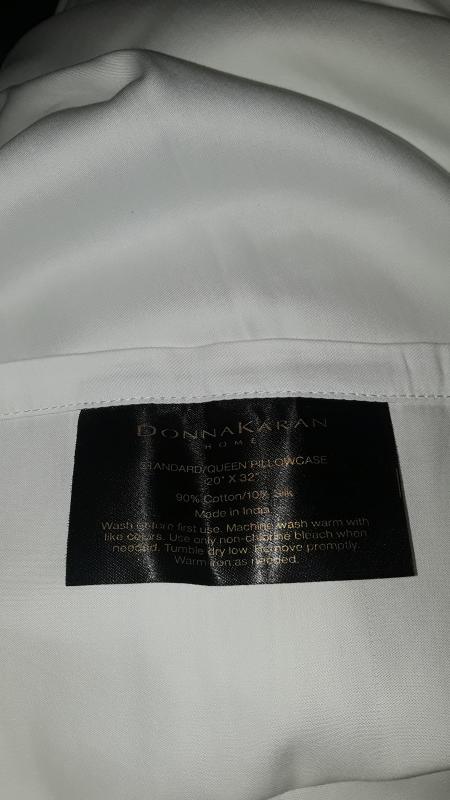 DONNAKARAN
HOME
STANDARD/QUEEN PILLOWCASE
20" X 32"
90% Cotton/10% Silk
Made in India
Wash before first use. Machine wash warm with
like colors. Use only non-chlorine bleach when
needed. Tumble dry low. Remove promptly.
Warm iron as needed.